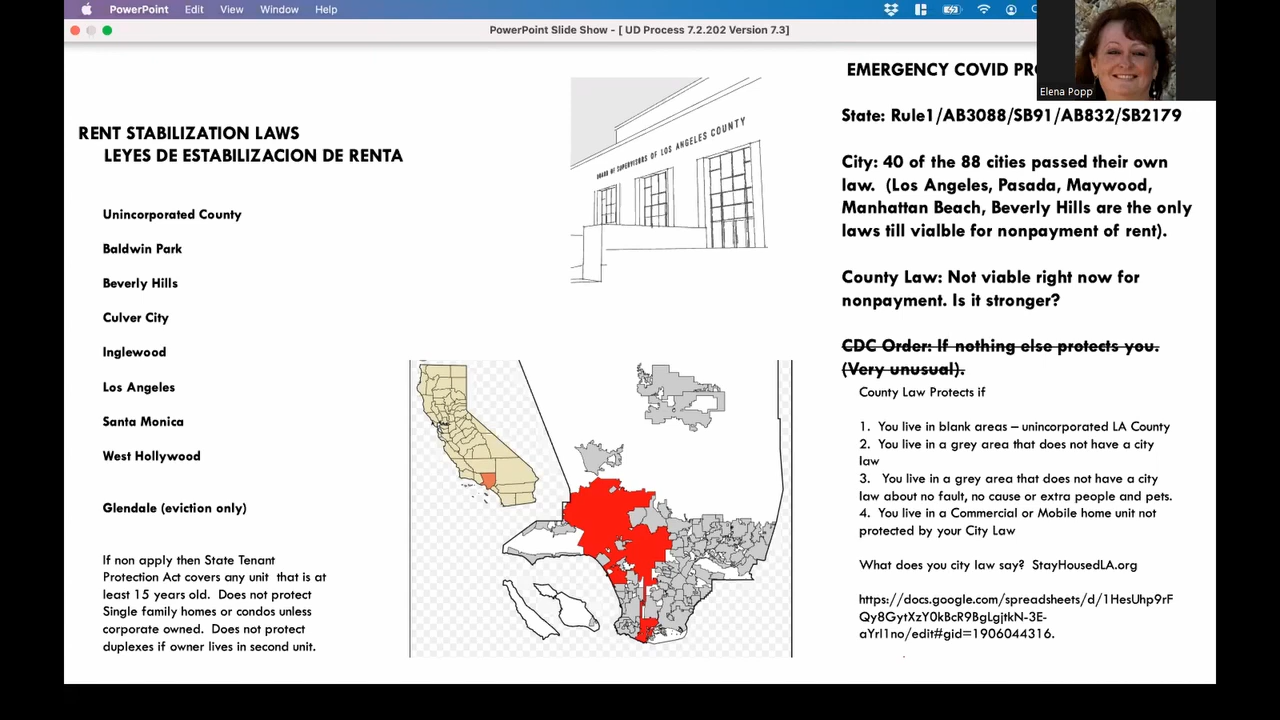 PowerPoint Edit View Window Help
PowerPoint Slide Show - [ UD Process 7.2.202 Version 7.3]
Elena Popp
RENT STABILIZATION LAWS
LEYES DE ESTABILIZACION DE RENTA
Unincorporated County
Baldwin Park
Beverly Hills
Culver City
Inglewood
Los Angeles
Santa Monica
West Hollywood
Glendale (eviction only)
If non apply then State Tenant
Protection Act covers any unit that is at
least 15 years old. Does not protect
Single family homes or condos unless
corporate owned. Does not protect
duplexes if owner lives in second unit.
BOARD OF SUPERVISORS OF LOS ANGELES COUNTY
EMERGENCY COVID
State: Rule1/AB3088/SB91/AB832/SB2179
City: 40 of the 88 cities passed their own
law. (Los Angeles, Pasada, Maywood,
Manhattan Beach, Beverly Hills are the only
laws till vialble for nonpayment of rent).
County Law: Not viable right now for
nonpayment. Is it stronger?
CDC Order: If nothing else protects you.
(Very unusual).
County Law Protects if
1. You live in blank areas – unincorporated LA County
2. You live in a grey area that does not have a city
law
3. You live in a grey area that does not have a city
law about no fault, no cause or extra people and pets.
4. You live in a Commercial or Mobile home unit not
protected by your City Law
What does you city law say? StayHousedLA.org
https://docs.google.com/spreadsheets/d/1HesUhp9rF
Qy8GytXzY0kBcR9BgLgjtkN-3E-
aYrl1no/edit#gid=1906044316.